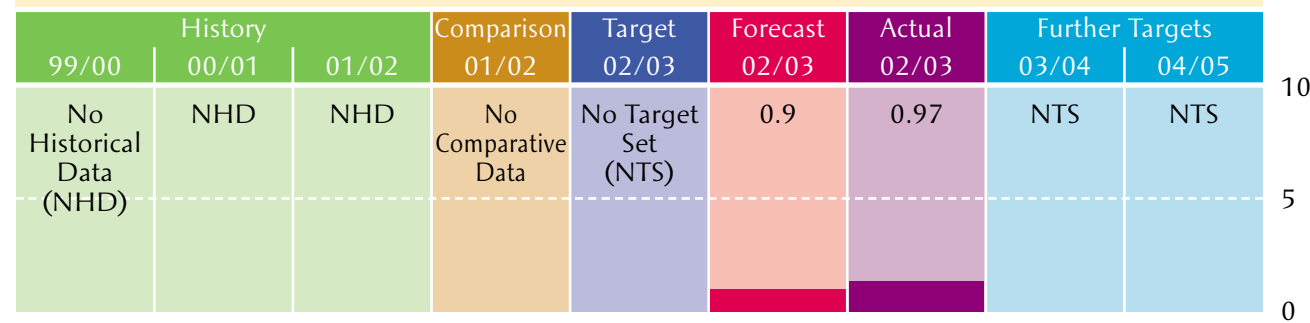 History Comparison Target Forecast Actual Further Targets
99/00 00/01 01/02 01/02 02/03 02/03 02/03 03/04 04/05
10
No NHD NHD No No Target 0.9 0.97 NTS NTS
Historical Comparative Set
Data Data (NTS)
(NHD)
5
0